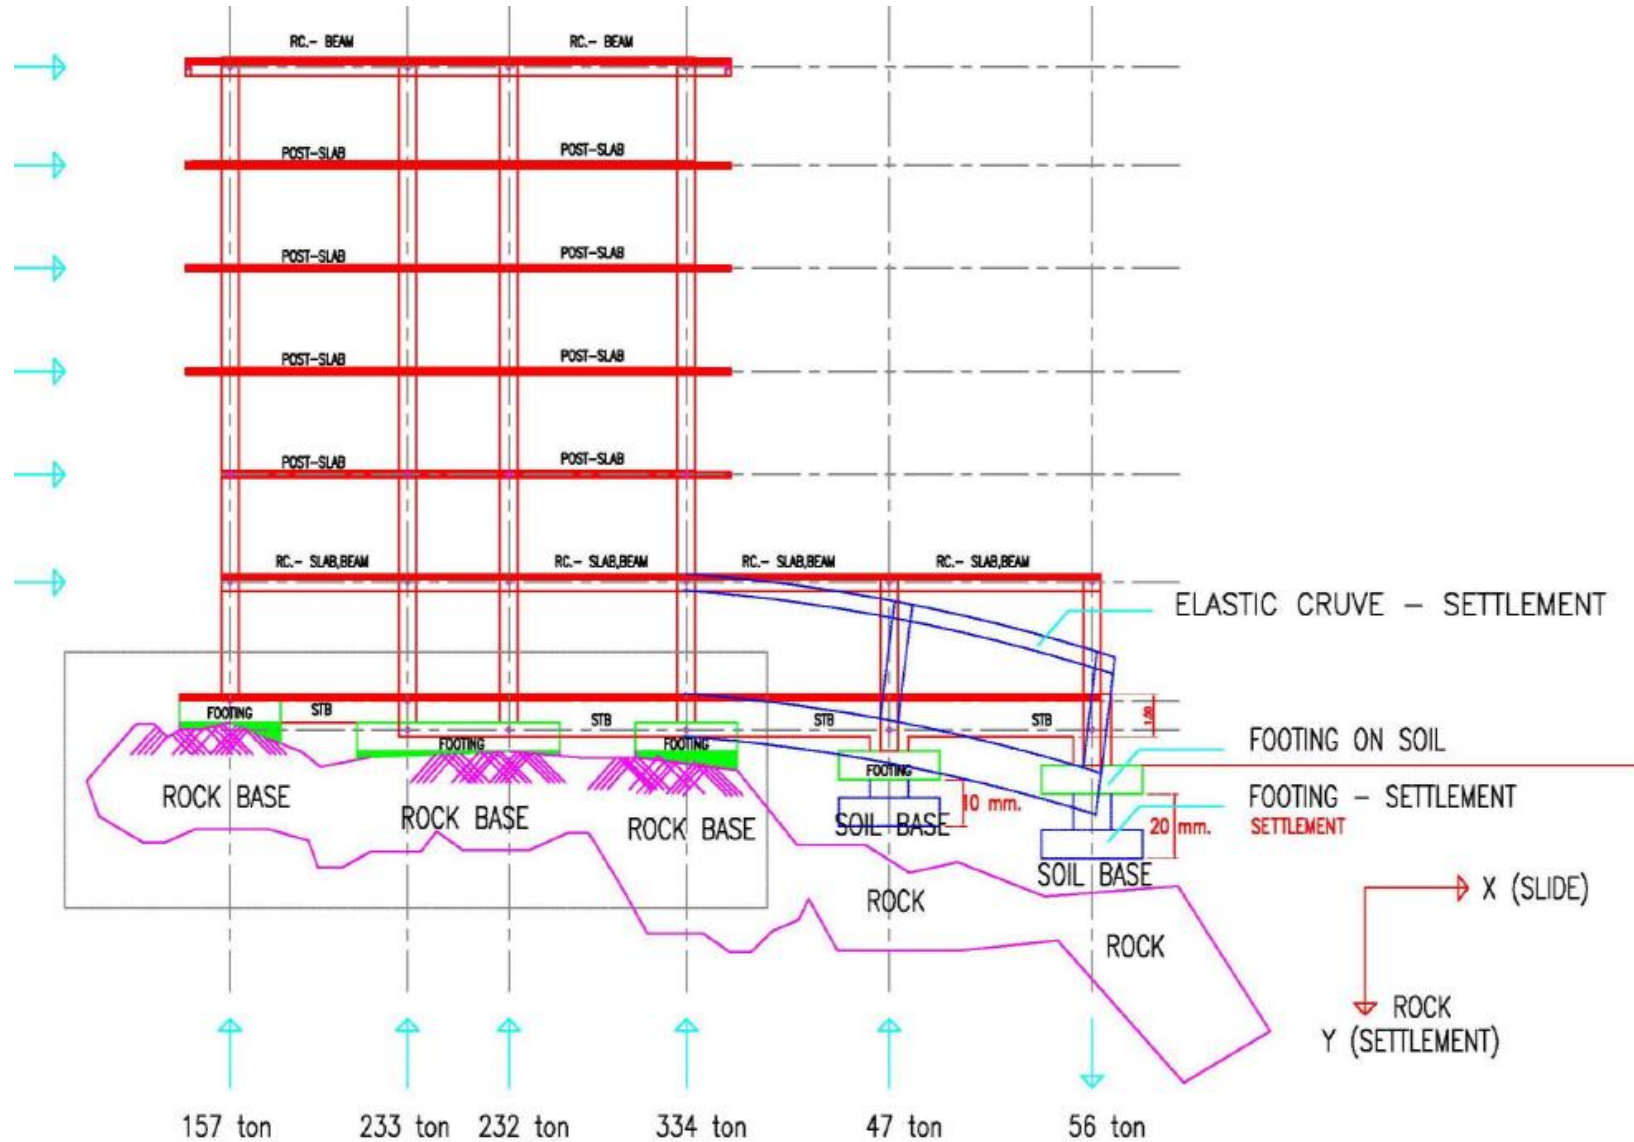 RC.- BEAM RC.- BEAM
POST-SLAB POST-SLAB
POST-SLAB POST-SLAB
POST-SLAB POST-SLAB
POST-SLAB POST-SLAB
RC.- SLAB,BEAM RC.- SLAB,BEAM RC.- SLAB,BEAM RC.- SLAB,BEAM
ELASTIC CRUVE - SETTLEMENT
FOOTING STB STB STB STB
1.00
FOOTING FOOTING
FOOTING ON SOIL
FOOTING
ROCK BASE ROCK BASE ROCK BASE
10 mm.
SOIL BASE
20 mm.
FOOTING - SETTLEMENT
SETTLEMENT
SOIL BASE
ROCK
X (SLIDE)
ROCK
ROCK
Y (SETTLEMENT)
157 ton 233 ton 232 ton 334 ton 47 ton 56 ton